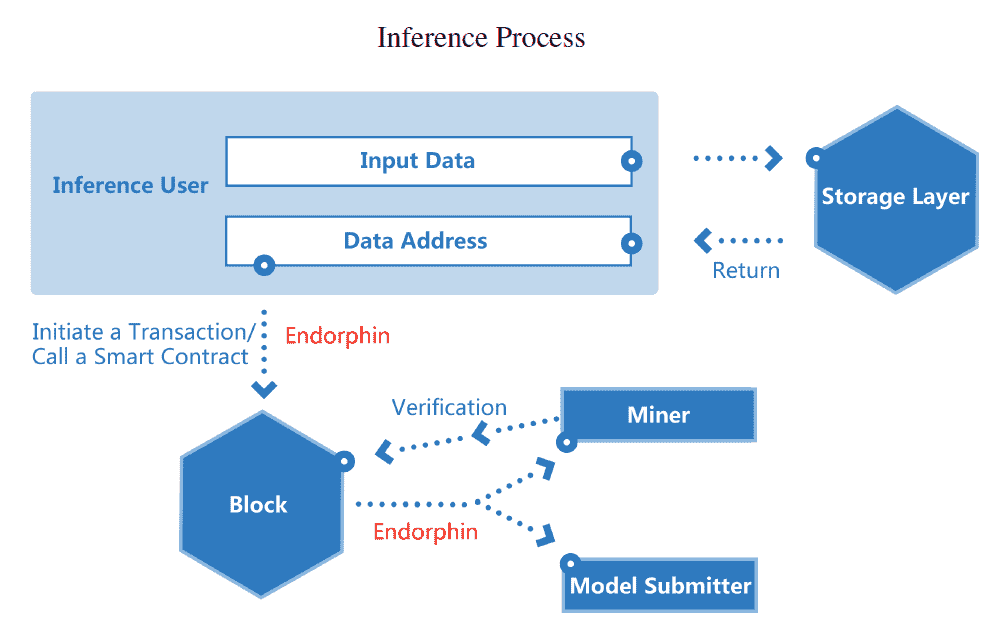 Inference Process
Input Data
Inference User
Storage Layer
Data Address
Return
Initiate a Transaction/
Call a Smart Contract
Endorphin
Verification
Miner
Block
Endorphin
Model Submitter